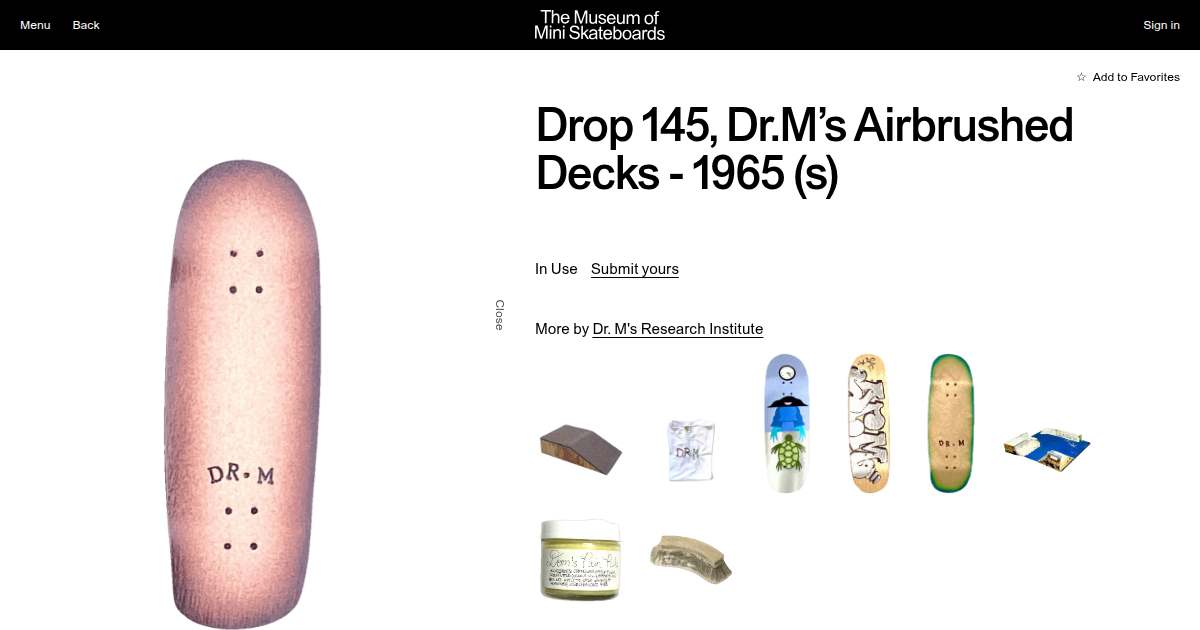 Menu
Back
The Museum of
Mini Skateboards
Sign in
☆ Add to Favorites
Drop 145, Dr.M’s Airbrushed
Decks - 1965 (s)
In Use
Submit yours
Close
More by Dr. M's Research Institute
DR•M
DR•M
DR•M